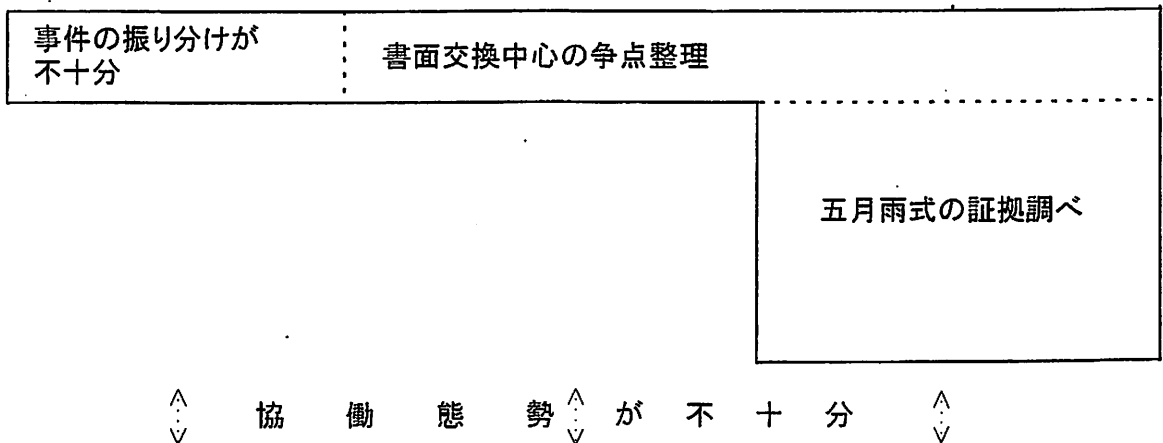 事件の振り分けが
不十分
書面交換中心の争点整理
五月雨式の証拠調べ
協働態勢が不十分